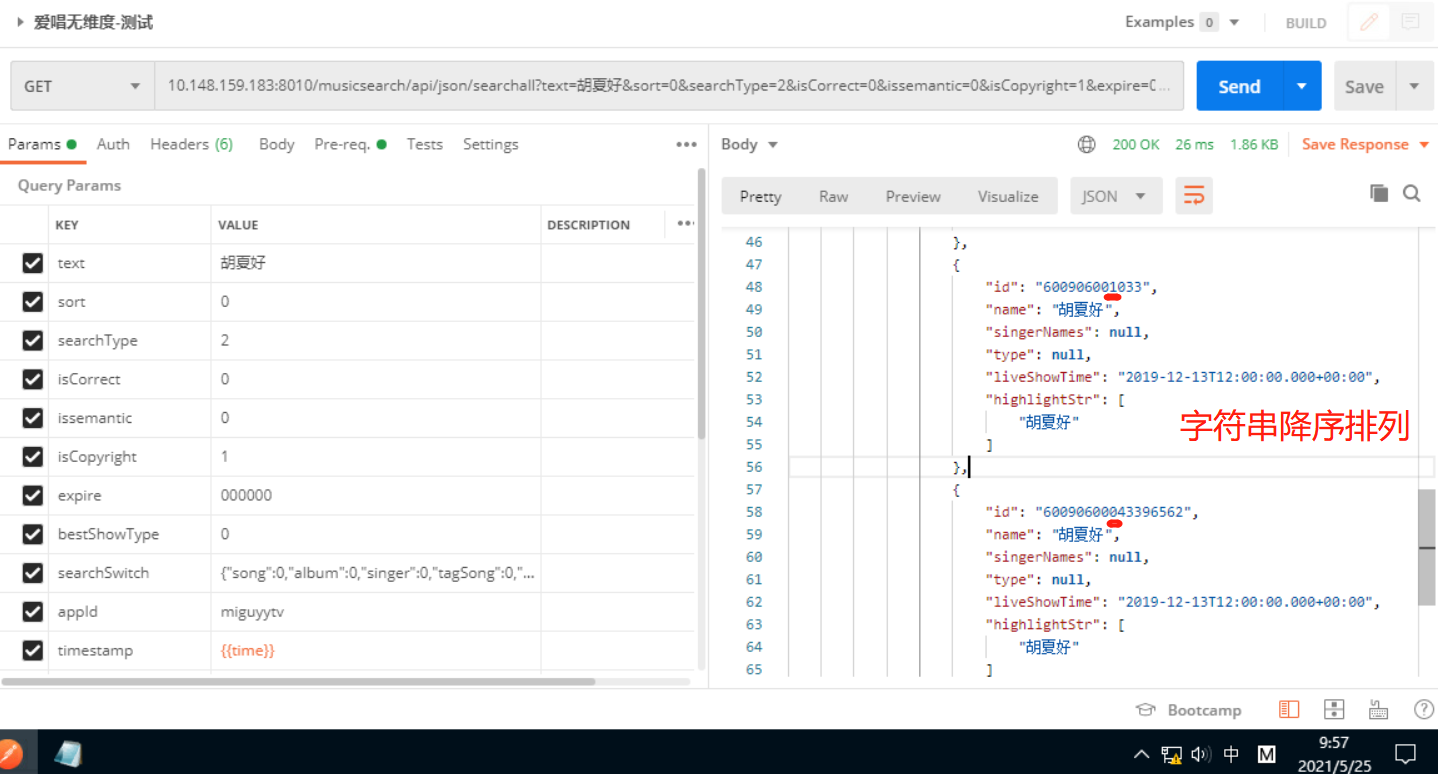 爱唱无维度-测试
Examples 0
BUILD
GET
10.148.159.183:8010/musicsearch/api/json/searchall?text=胡夏好&sort=0&searchType=2&isCorrect=0&issemantic=0&isCopyright=1&expire=0...
Send
Save
Params
Auth
Headers (6)
Body
Pre-req.
Tests
Settings
Query Params
KEY VALUE DESCRIPTION
text 胡夏好
sort 0
searchType 2
isCorrect 0
issemantic 0
isCopyright 1
expire 000000
bestShowType 0
searchSwitch {"song":0,"album":0,"singer":0,"tagSong":0,"...
appId miguyytv
timestamp {{time}}
Body
200 OK 26 ms 1.86 KB
Save Response
Pretty Raw Preview Visualize JSON
46 },
47 {
48 "id": "600906001033",
49 "name": "胡夏好",
50 "singerNames": null,
51 "type": null,
52 "liveShowTime": "2019-12-13T12:00:00.000+00:00",
53 "highlightStr": [
54 "胡夏好"
55 ]
56 },
57 {
58 "id": "60090600043396562",
59 "name": "胡夏好",
60 "singerNames": null,
61 "type": null,
62 "liveShowTime": "2019-12-13T12:00:00.000+00:00",
63 "highlightStr": [
64 "胡夏好"
65 ]
字符串降序排列
Bootcamp
中
M
9:57
2021/5/25